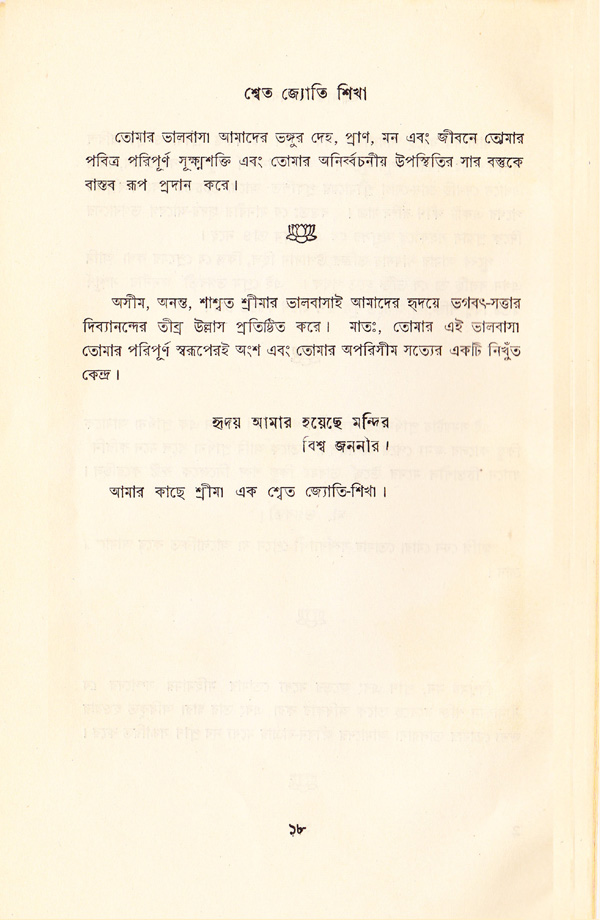 শ্বেত জ্যোতি শিখা
তোমার ভালবাসা আমাদের ভঙ্গুর দেহ, প্রাণ, মন এবং জীবনে তোমার
পবিত্র পরিপূর্ণ সূক্ষ্মশক্তি এবং তোমার অনির্ব্বচনীয় উপস্থিতির সার বস্তুকে
বাস্তব রূপ প্রদান করে।
অসীম, অনন্ত, শাশ্বত শ্রীমার ভালবাসাই আমাদের হৃদয়ে ভগবৎ-সত্তার
দিব্যানন্দের তীব্র উল্লাস প্রতিষ্ঠিত করে। মাতঃ, তোমার এই ভালবাসা
তোমার পরিপূর্ণ স্বরূপেরই অংশ এবং তোমার অপরিসীম সত্যের একটি নিখুঁত
কেন্দ্র।
হৃদয় আমার হয়েছে মন্দির
বিশ্ব জননীর।
আমার কাছে শ্রীমা এক শ্বেত জ্যোতি-শিখা।
১৮